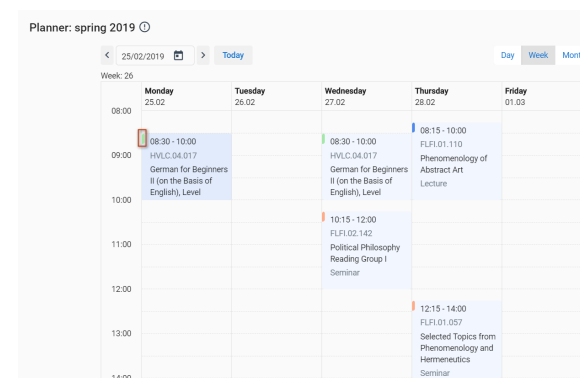 Planner: spring 2019
25/02/2019
Today
Day Week Mont
Week: 26
Monday
25.02
Tuesday
26.02
Wednesday
27.02
Thursday
28.02
Friday
01.03
08:00
09:00
10:00
11:00
12:00
13:00
14:00
08:30 - 10:00
HVLC.04.017
German for Beginners
II (on the Basis of
English), Level
08:30 - 10:00
HVLC.04.017
German for Beginners
II (on the Basis of
English), Level
10:15 - 12:00
FLFI.02.142
Political Philosophy
Reading Group I
Seminar
08:15 - 10:00
FLFI.01.110
Phenomenology of
Abstract Art
Lecture
12:15 - 14:00
FLFI.01.057
Selected Topics from
Phenomenology and
Hermeneutics
Seminar